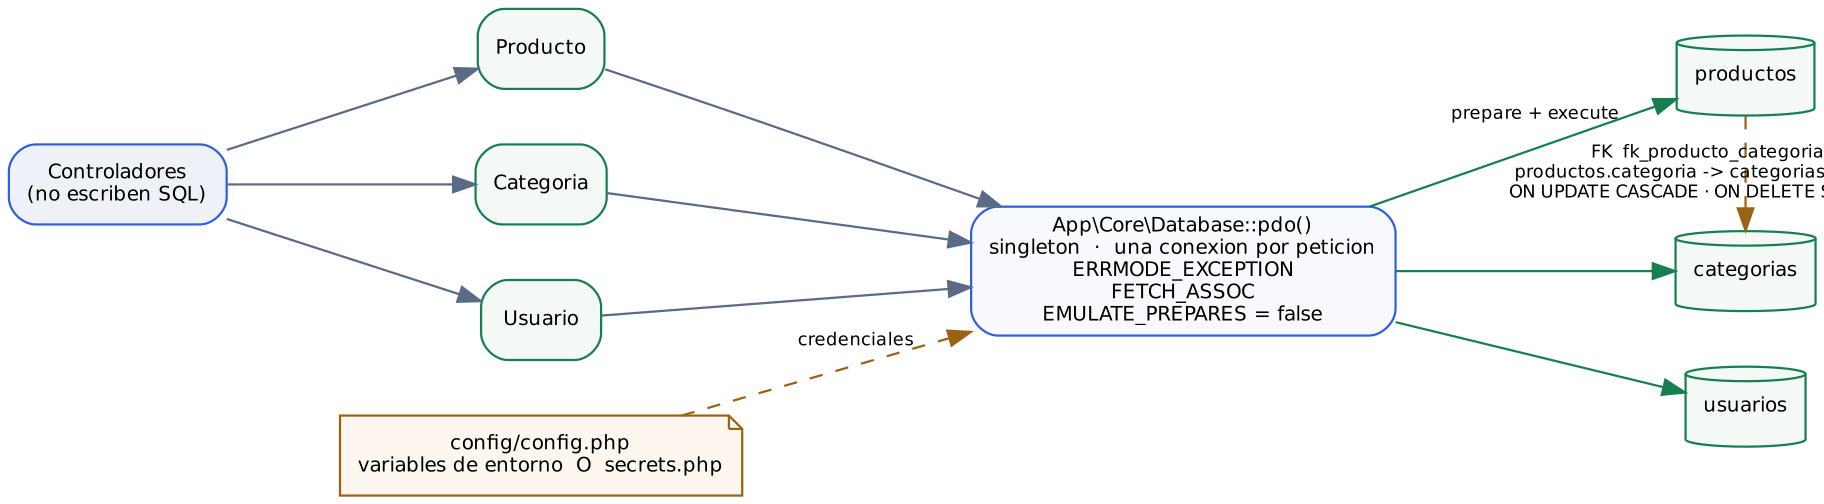 Producto
productos
prepare + execute
FK  fk_producto_categoria
productos.categoria -> categorias
ON UPDATE CASCADE · ON DELETE
Controladores
(no escriben SQL)
Categoria
App\Core\Database::pdo()
singleton  ·  una conexion por peticion
ERRMODE_EXCEPTION
FETCH_ASSOC
EMULATE_PREPARES = false
categorias
Usuario
credenciales
usuarios
config/config.php
variables de entorno  O  secrets.php